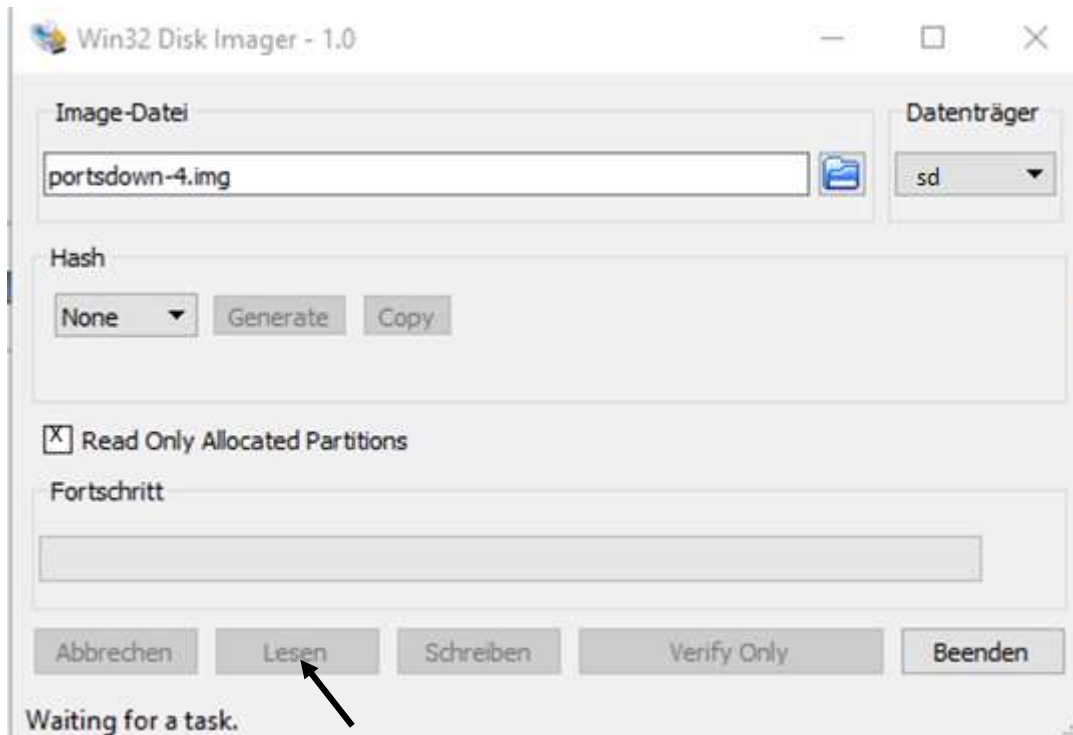 Win32 Disk Imager - 1.0
Image-Datei
Datenträger
portsdown-4.img
sd
Hash
None Generate Copy
X Read Only Allocated Partitions
Fortschritt
Abbrechen Lesen Schreiben Verify Only Beenden
Waiting for a task.